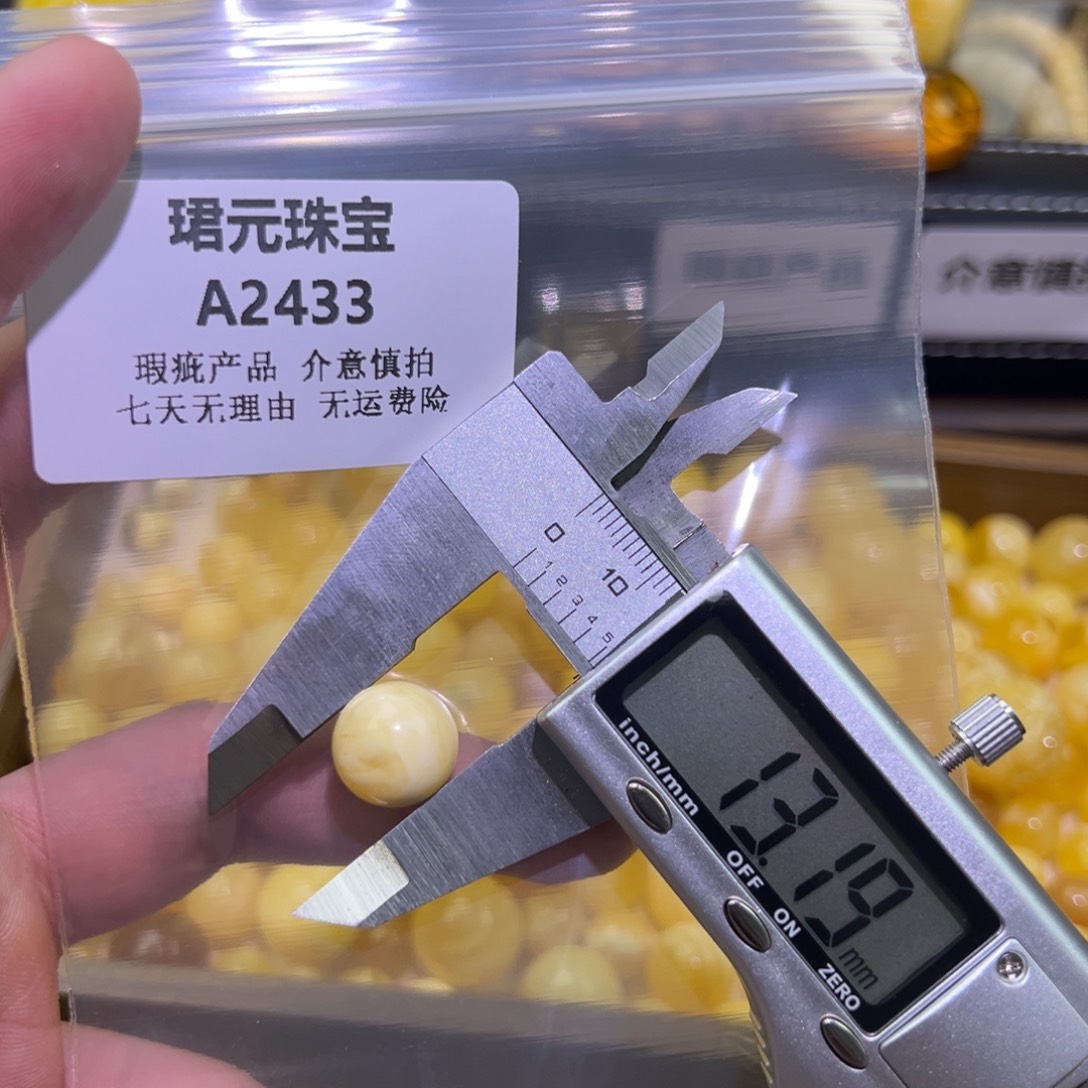 珺元珠宝
A2433
瑕疵产品 介意慎拍
七天无理由 无运费险
介意慎拍
0
10
1 2 3 4 5
inch/mm
13.19mm
OFF
ON
ZERO